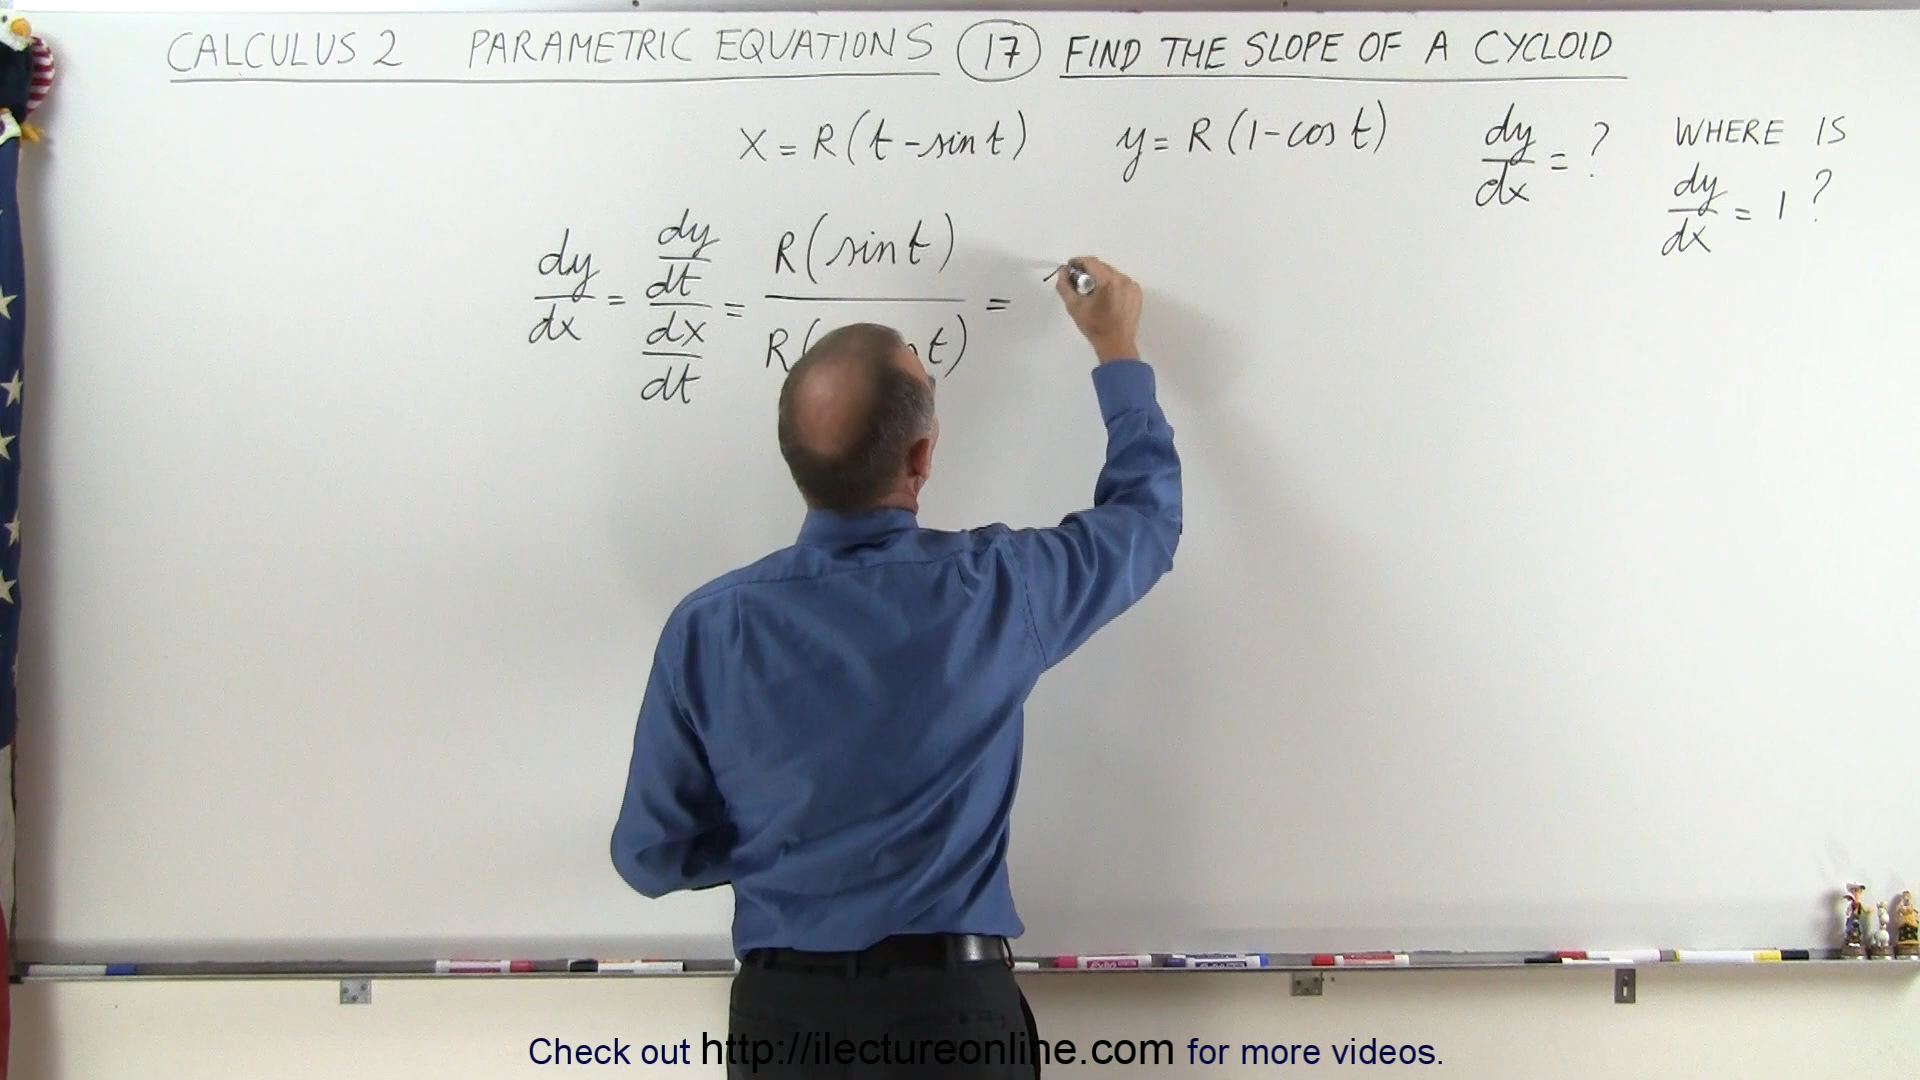 CALCULUS 2 PARAMETRIC EQUATIONS 17 FIND THE SLOPE OF A CYCLOID
x = R(t - sin t) y = R(1 - cos t) dy/dx = ? WHERE IS
dy/dx = 1 ?
dy/dx = dy/dt / dx/dt = R(sin t) / R( t) =
Check out http://ilectureonline.com for more videos.